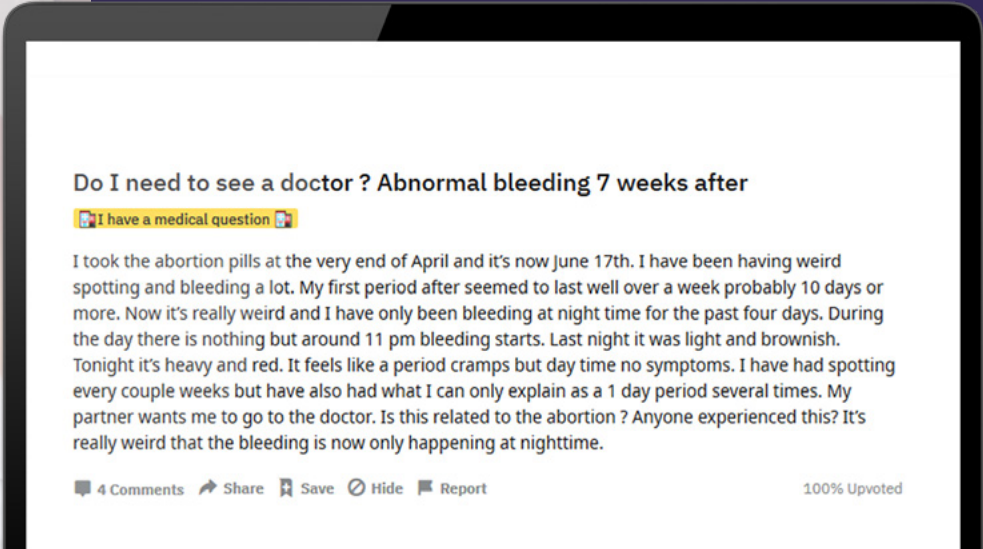 Do I need to see a doctor ? Abnormal bleeding 7 weeks after
I have a medical question
I took the abortion pills at the very end of April and it's now June 17th. I have been having weird
spotting and bleeding a lot. My first period after seemed to last well over a week probably 10 days or
more. Now it's really weird and I have only been bleeding at night time for the past four days. During
the day there is nothing but around 11 pm bleeding starts. Last night it was light and brownish.
Tonight it's heavy and red. It feels like a period cramps but day time no symptoms. I have had spotting
every couple weeks but have also had what I can only explain as a 1 day period several times. My
partner wants me to go to the doctor. Is this related to the abortion ? Anyone experienced this? It's
really weird that the bleeding is now only happening at nighttime.
4 Comments Share Save Hide Report 100% Upvoted